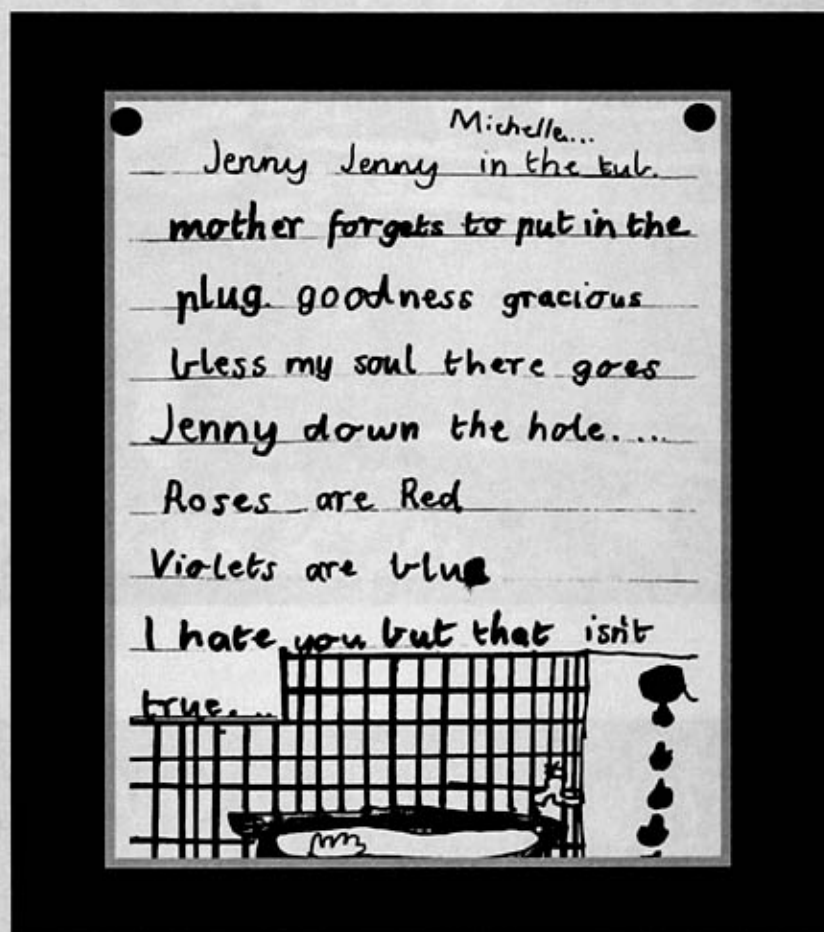 Michelle...
Jenny Jenny in the tub.
mother forgets to put in the
plug. goodness gracious
bless my soul there goes
Jenny down the hole....
Roses are Red
Violets are blue
I hate you but that isn't
true...